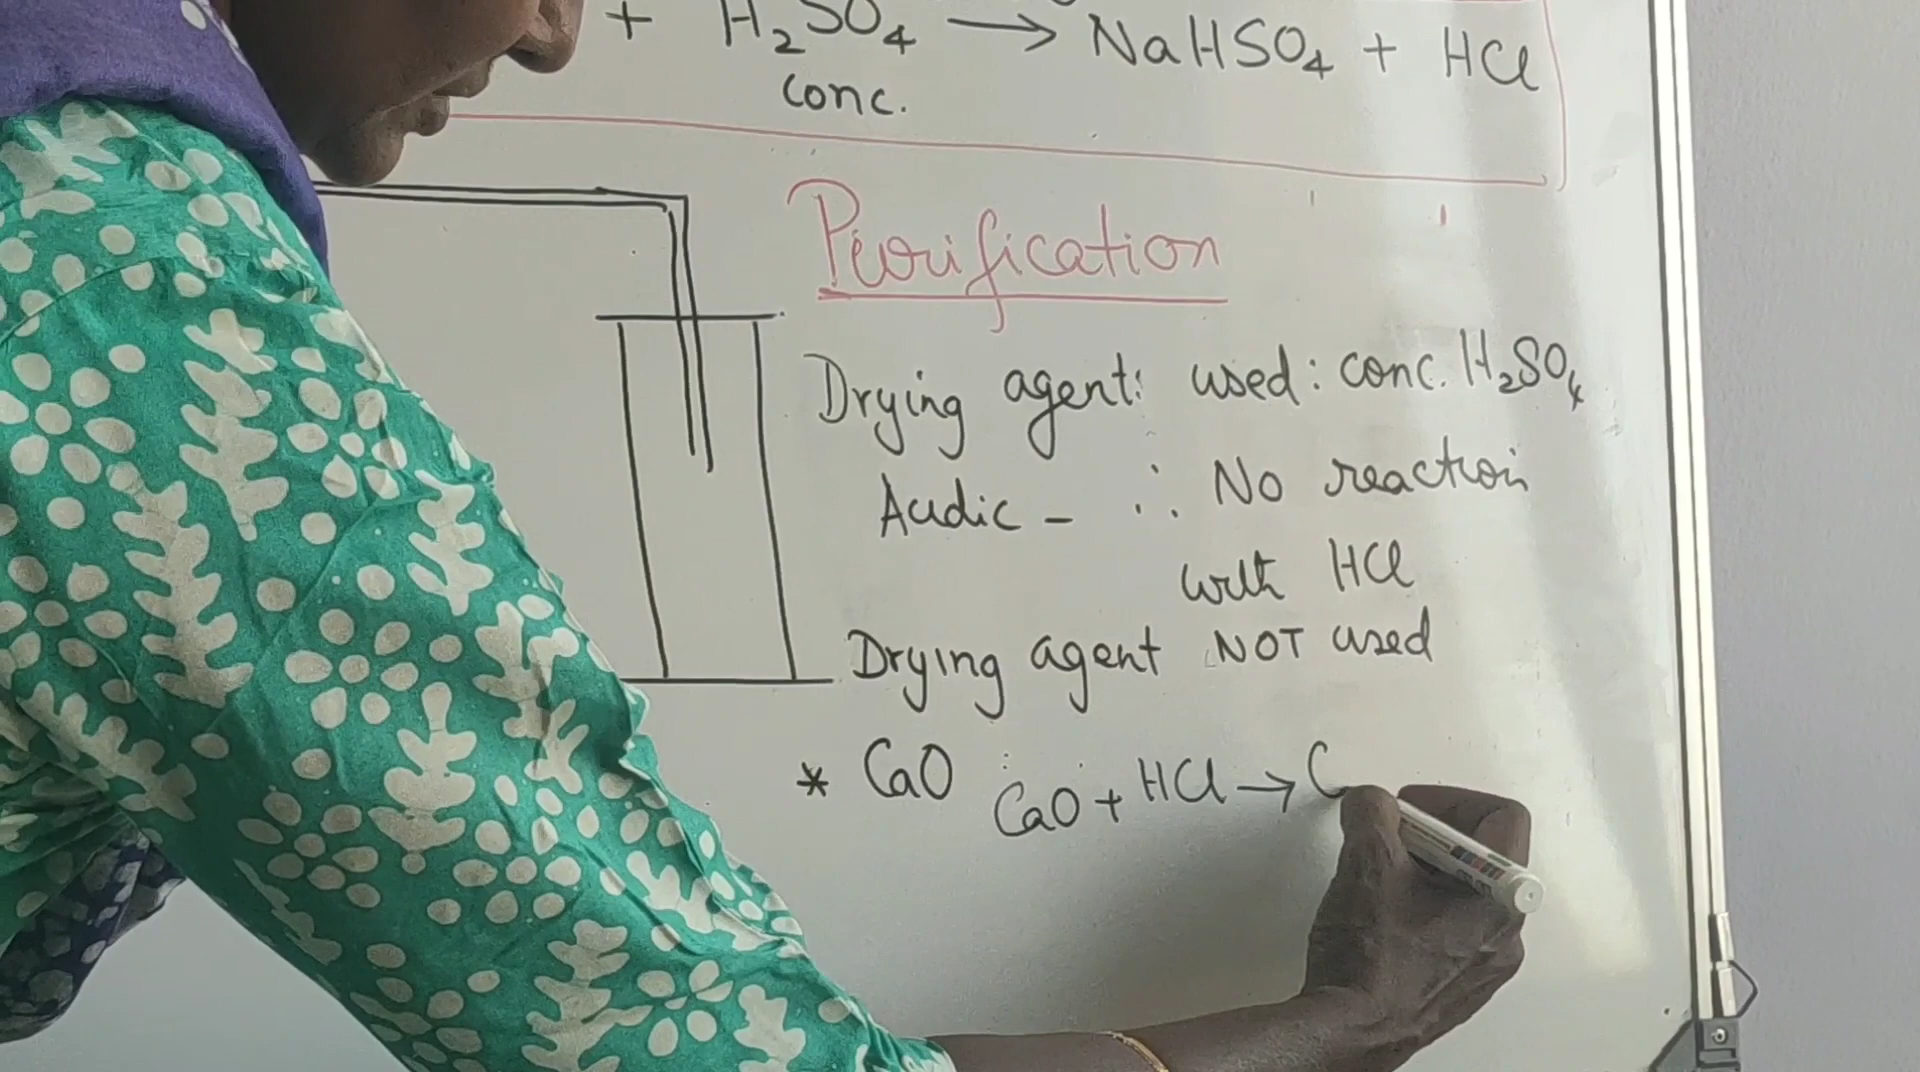 + H₂SO₄ → NaHSO₄ + HCl
conc.
Purification
Drying agent: used: conc. H₂SO₄
Acidic - ∴ No reaction
with HCl
Drying agent NOT used
* CaO CaO + HCl → C